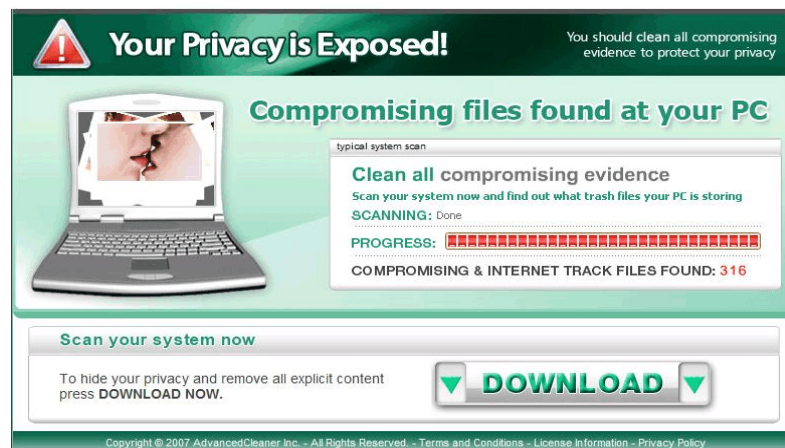 Your Privacy is Exposed!
You should clean all compromising
evidence to protect your privacy
Compromising files found at your PC
typical system scan
Clean all compromising evidence
Scan your system now and find out what trash files your PC is storing
SCANNING: Done
PROGRESS:
COMPROMISING & INTERNET TRACK FILES FOUND: 316
Scan your system now
To hide your privacy and remove all explicit content
press DOWNLOAD NOW.
DOWNLOAD
Copyright © 2007 AdvancedCleaner Inc. - All Rights Reserved. - Terms and Conditions - License Information - Privacy Policy